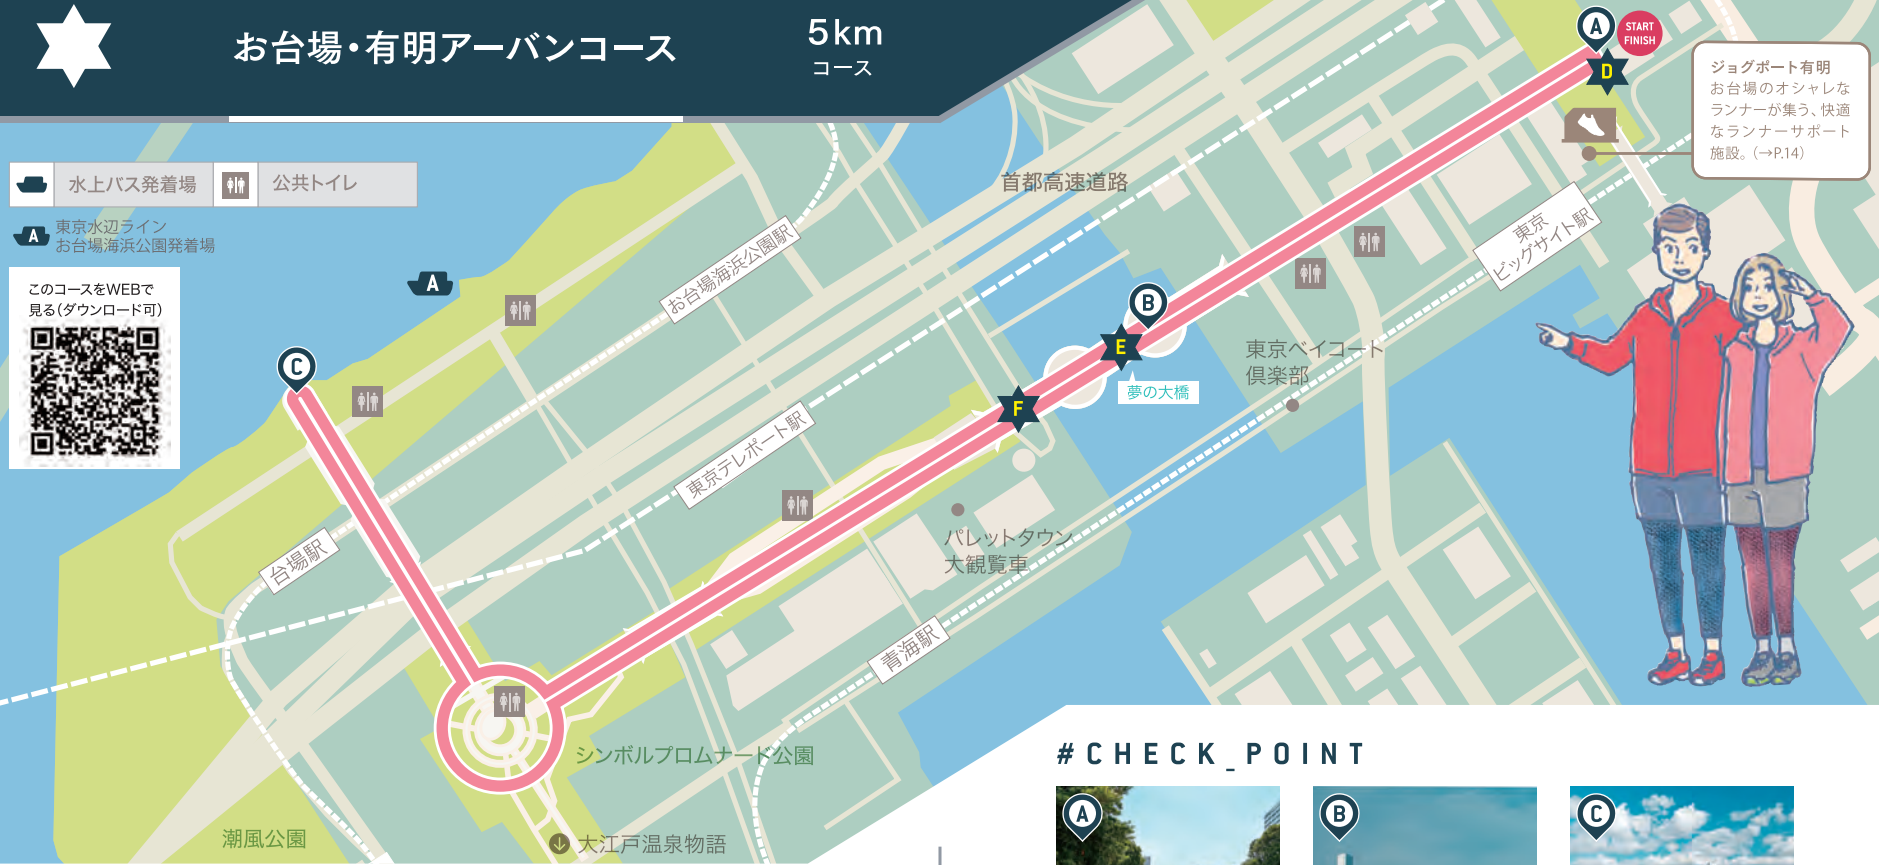 お台場・有明アーバンコース
5km
コース
水上バス発着場
公共トイレ
A
東京水辺ライン
お台場海浜公園発着場
このコースをWEBで
見る(ダウンロード可)
A
START
FINISH
D
ジョグポート有明
お台場のオシャレな
ランナーが集う、快適
なランナーサポート
施設。(→P.14)
首都高速道路
東京
ビッグサイト駅
お台場海浜公園駅
A
B
E
夢の大橋
東京ベイコート
倶楽部
C
F
東京テレポート駅
パレットタウン
大観覧車
台場駅
青海駅
シンボルプロムナード公園
潮風公園
大江戸温泉物語
#CHECK_POINT
A
B
C